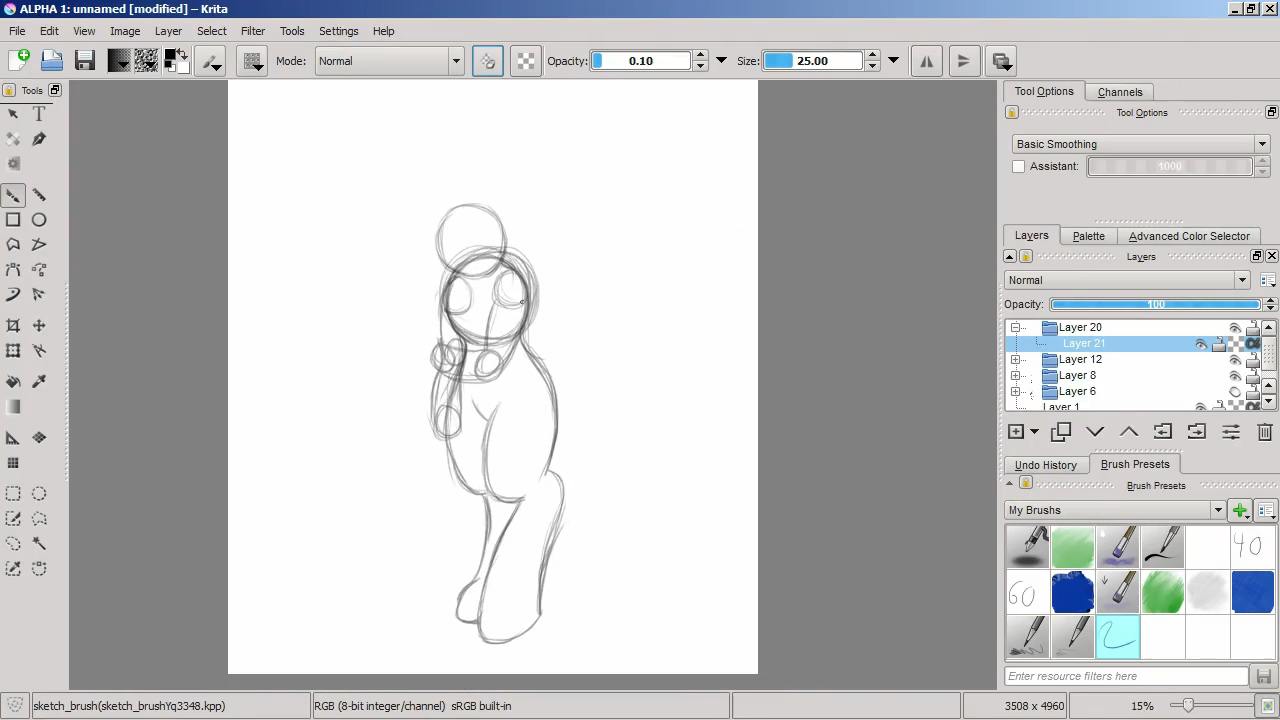 ALPHA 1: unnamed [modified] – Krita
File Edit View Image Layer Select Filter Tools Settings Help
Mode: Normal Opacity: 0.10 Size: 25.00
Tools
Tool Options Channels
Tool Options
Basic Smoothing
Assistant: 1000
Layers Palette Advanced Color Selector
Layers
Normal
Opacity: 100
Layer 20
Layer 21
Layer 12
Layer 8
Layer 6
Layer 1
Undo History Brush Presets
Brush Presets
My Brushes
40
60
Enter resource filters here
sketch_brush(sketch_brushYq3348.kpp) RGB (8-bit integer/channel) sRGB built-in 3508 x 4960 15%